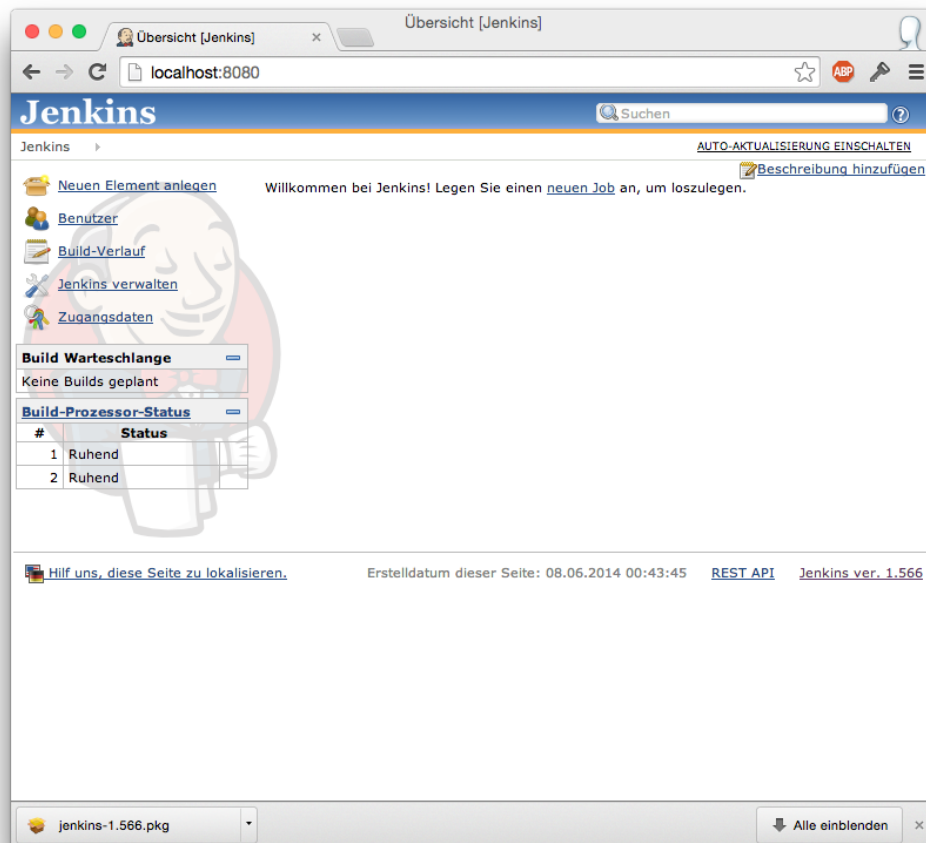 Übersicht [Jenkins]
Übersicht [Jenkins]
localhost:8080
ABP
Jenkins
Suchen
?
Jenkins
AUTO-AKTUALISIERUNG EINSCHALTEN
Beschreibung hinzufügen
Neuen Element anlegen
Willkommen bei Jenkins! Legen Sie einen neuen Job an, um loszulegen.
Benutzer
Build-Verlauf
Jenkins verwalten
Zugangsdaten
Build Warteschlange
Keine Builds geplant
Build-Prozessor-Status
# Status
1 Ruhend
2 Ruhend
Hilf uns, diese Seite zu lokalisieren. Erstelldatum dieser Seite: 08.06.2014 00:43:45 REST API Jenkins ver. 1.566
jenkins-1.566.pkg
Alle einblenden